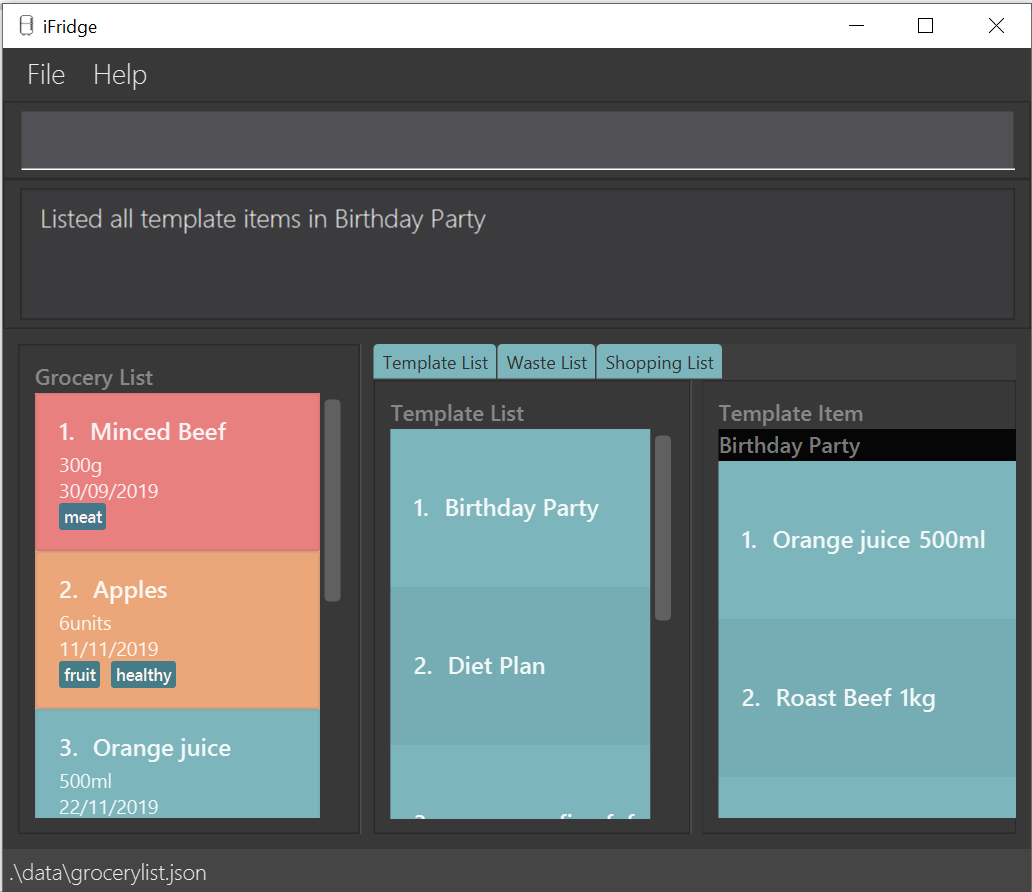 iFridge
File Help
Listed all template items in Birthday Party
Grocery List
1. Minced Beef
300g
30/09/2019
meat
2. Apples
6units
11/11/2019
fruit healthy
3. Orange juice
500ml
22/11/2019
Template List Waste List Shopping List
Template List
1. Birthday Party
2. Diet Plan
Template Item
Birthday Party
1. Orange juice 500ml
2. Roast Beef 1kg
.\data\grocerylist.json